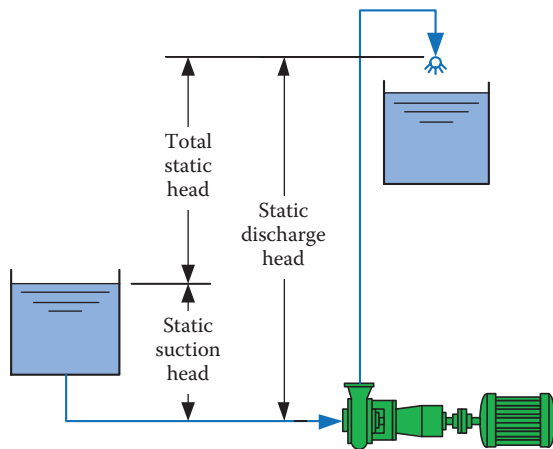 Total
static
head
Static
discharge
head
Static
suction
head